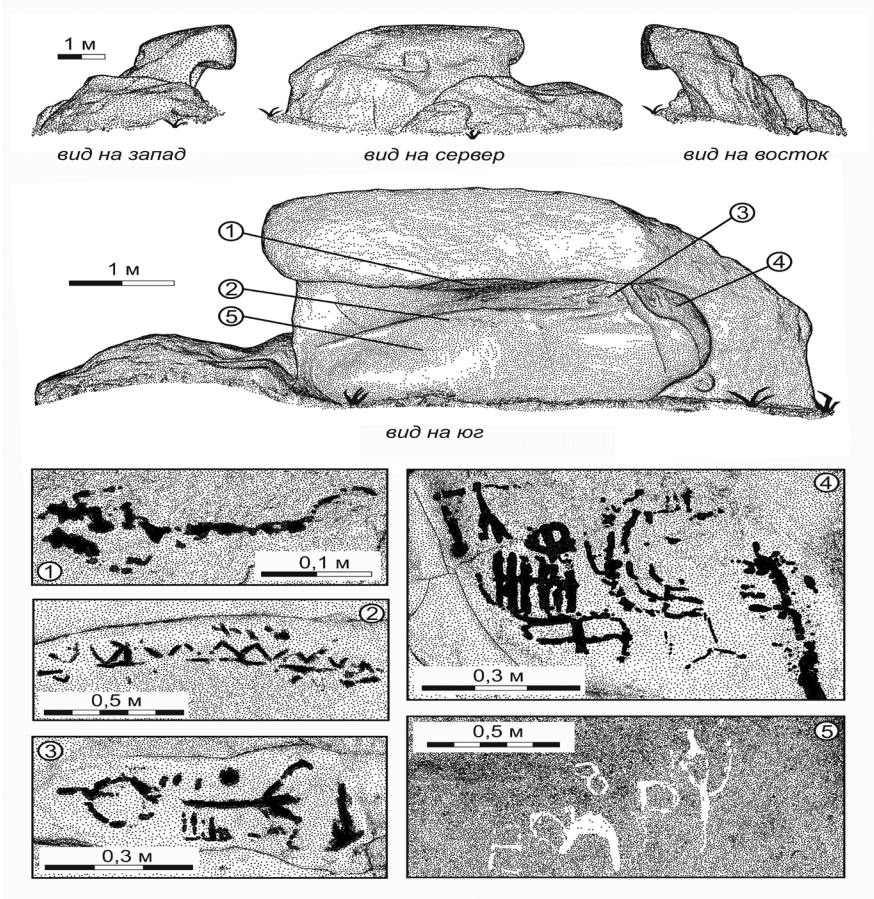 1 м
вид на запад
вид на сервер
вид на восток
1 м
1
2
5
3
4
вид на юг
1
0,1 м
2
0,5 м
3
0,3 м
4
0,3 м
5
0,5 м